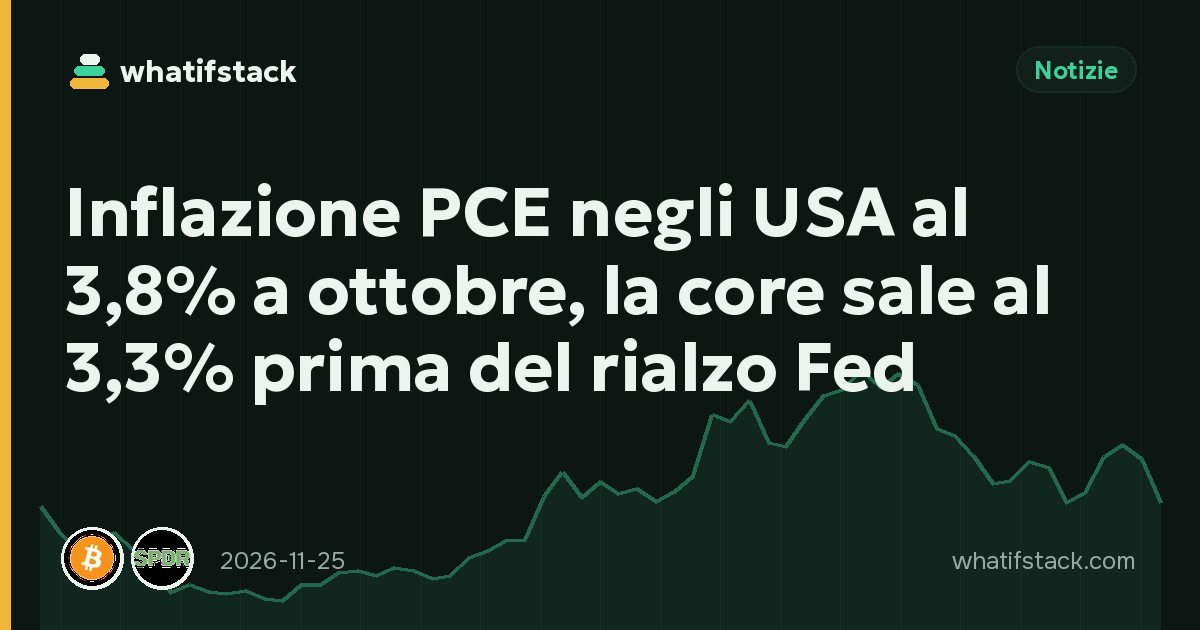 whatifstack
Notizie
Inflazione PCE negli USA al
3,8% a ottobre, la core sale al
3,3% prima del rialzo Fed
SPDR
2026-11-25
whatifstack.com